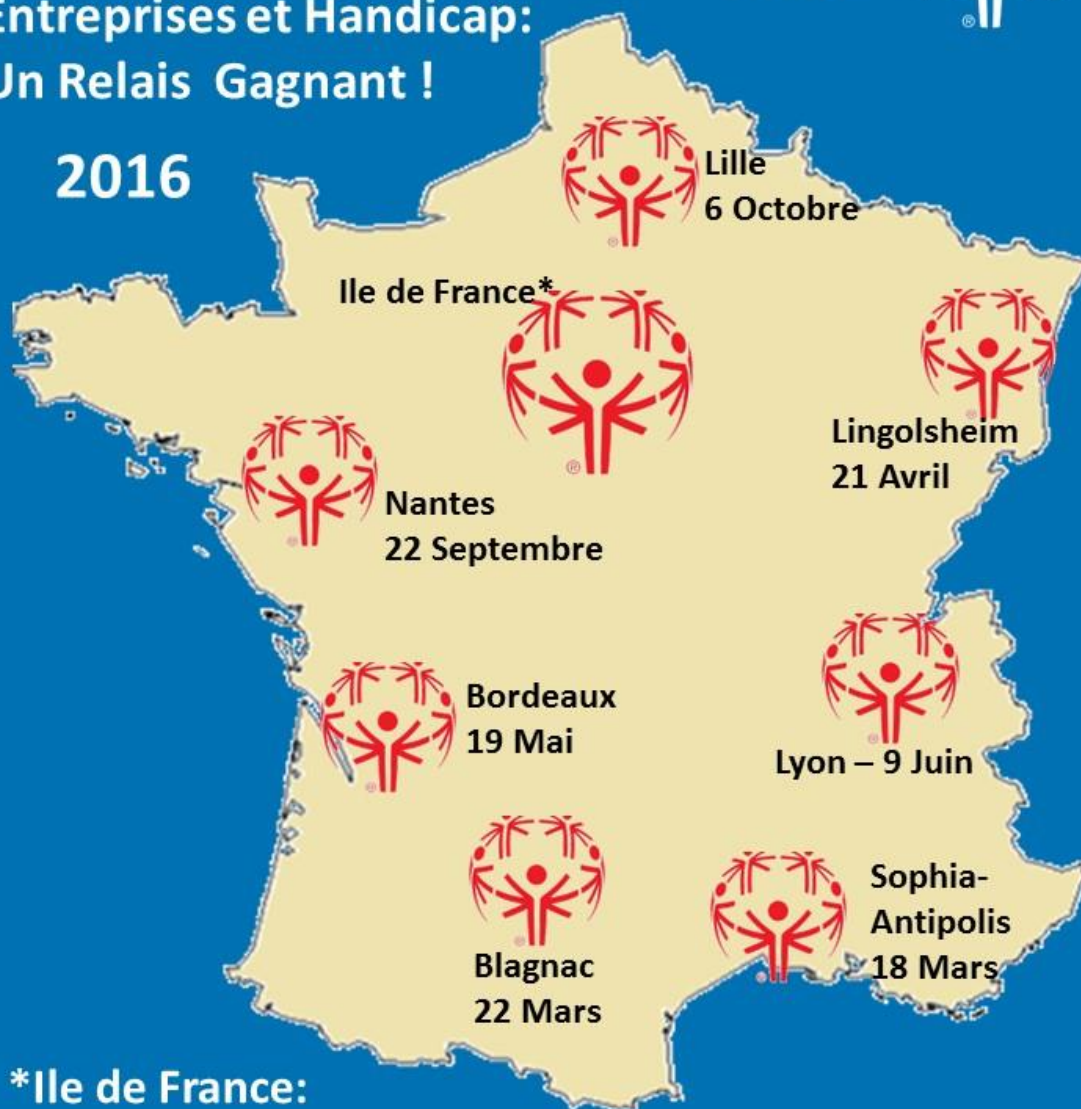 Entreprises et Handicap:
Un Relais Gagnant !
2016
Lille
6 Octobre
Ile de France*
Lingolsheim
21 Avril
Nantes
22 Septembre
Bordeaux
19 Mai
Lyon – 9 Juin
Sophia-
Antipolis
18 Mars
Blagnac
22 Mars
*Ile de France: